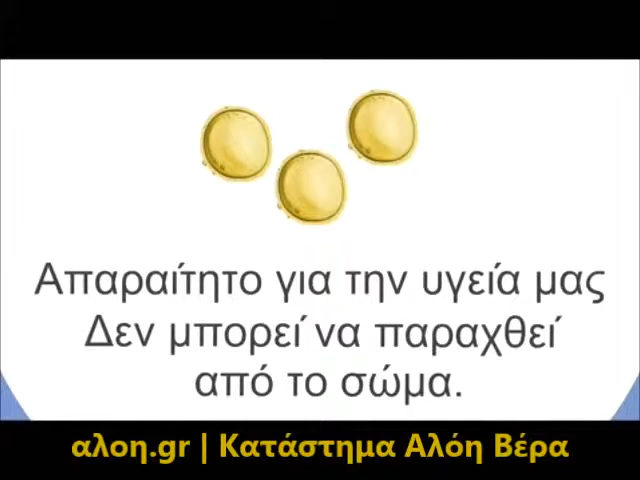 Απαραίτητο για την υγεία μας
Δεν μπορεί να παραχθεί
από το σώμα.
αλοη.gr | Κατάστημα Αλόη Βέρα